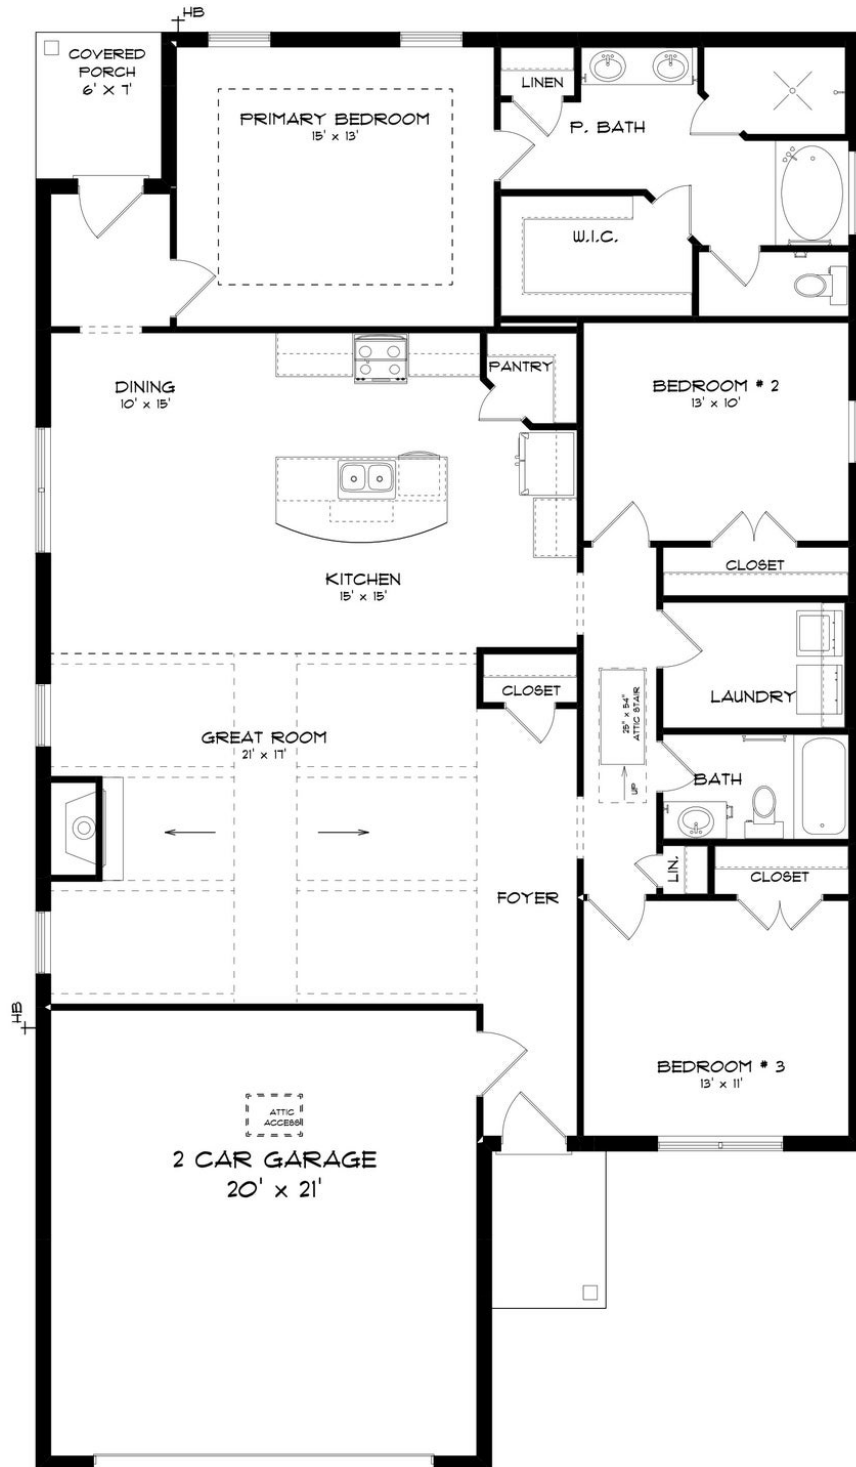 HB
COVERED
PORCH
6' X 7'
PRIMARY BEDROOM
15' x 13'
LINEN
P. BATH
W.I.C.
DINING
10' x 15'
PANTRY
BEDROOM # 2
13' x 10'
KITCHEN
15' x 15'
CLOSET
CLOSET
LAUNDRY
25" x 54"
ATTIC STAIR
UP
GREAT ROOM
21' x 17'
BATH
LIN.
CLOSET
FOYER
HB
BEDROOM # 3
13' x 11'
ATTIC
ACCESS
2 CAR GARAGE
20' x 21'